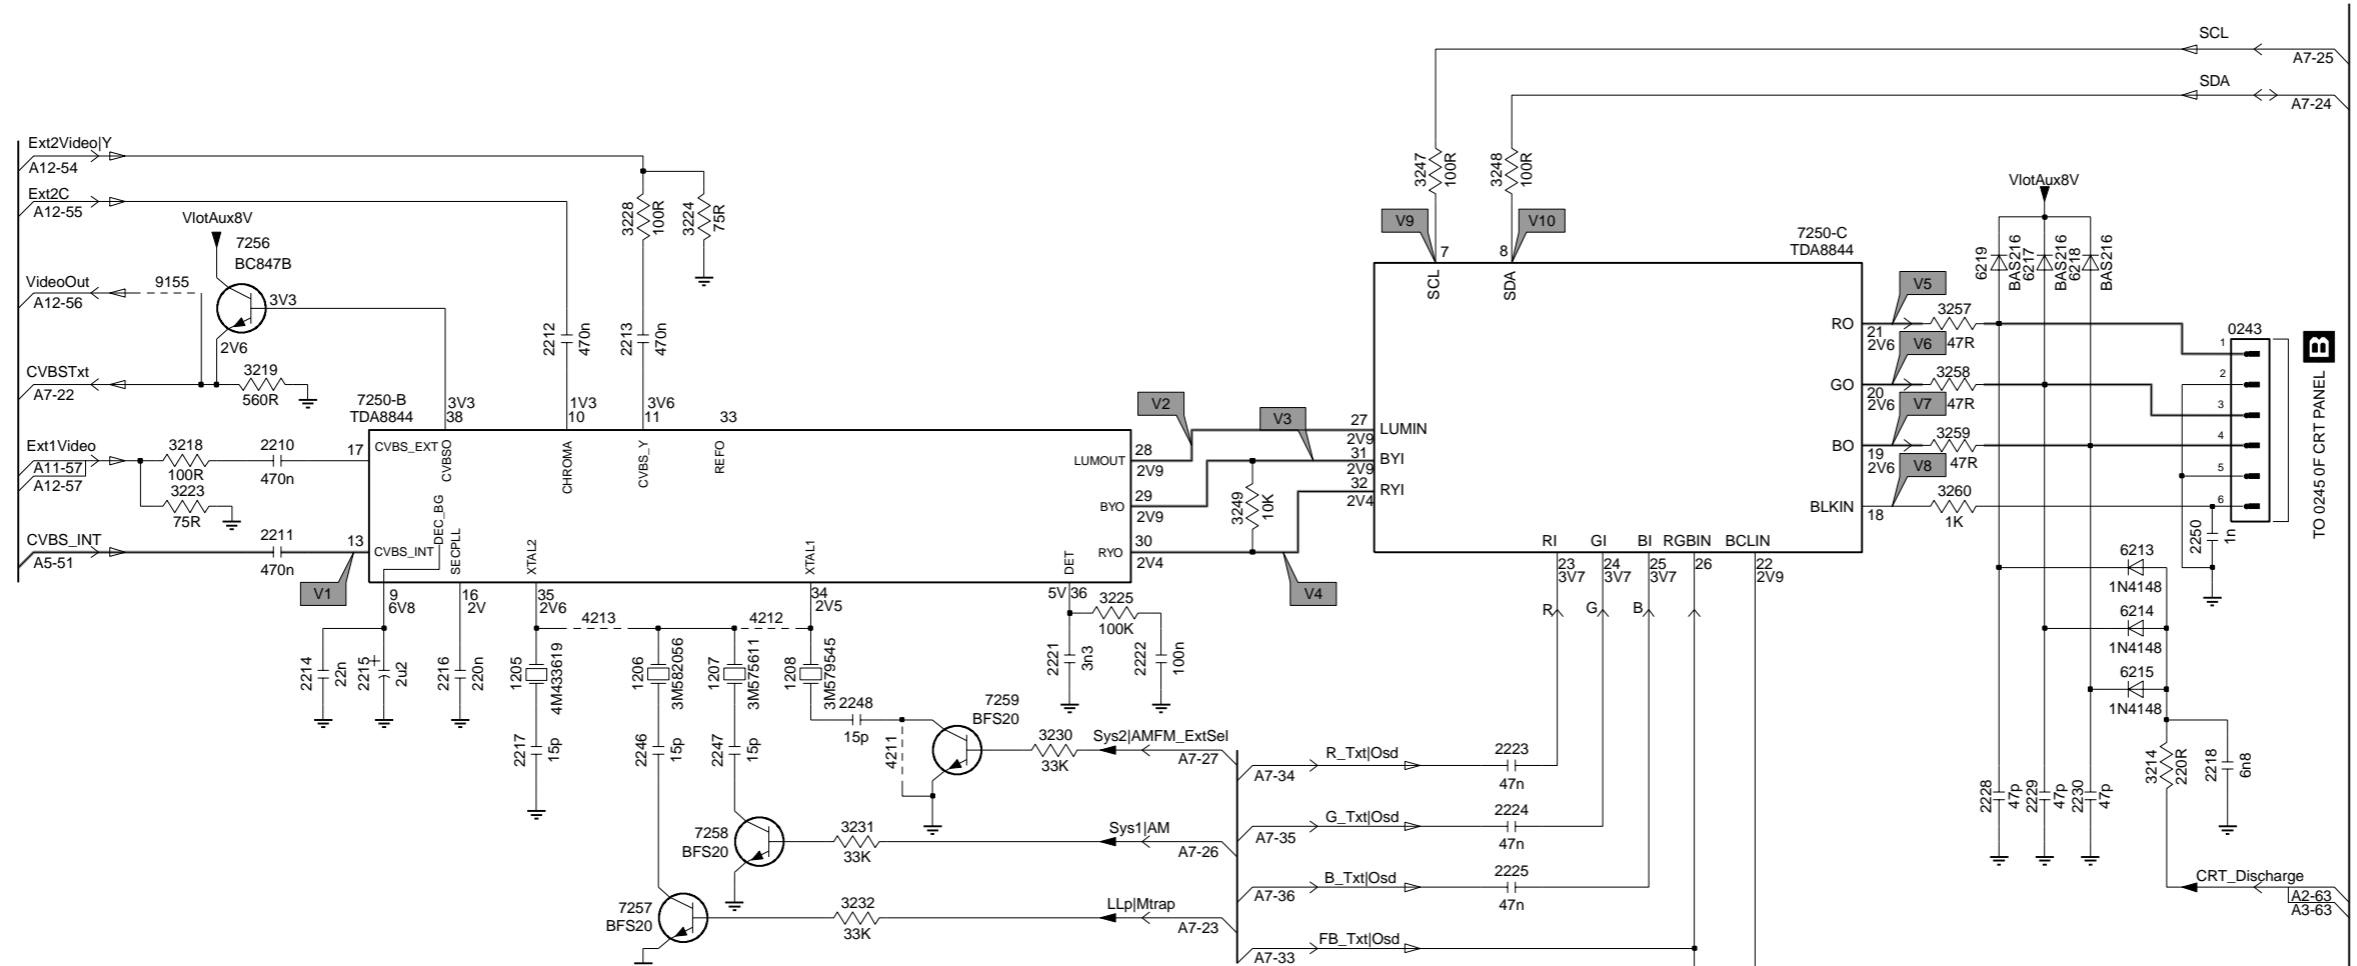 SCL
A7-25
SDA
A7-24
Ext2Video|Y
A12-54
Ext2C
A12-55
VlotAux8V
7256
BC847B
VideoOut
A12-56
9155
3V3
2V6
CVBSTxt
A7-22
3219
560R
3228
100R
3224
75R
2212
470n
2213
470n
3247
100R
3248
100R
V9
V10
7
8
7250-C
TDA8844
SCL
SDA
VlotAux8V
6219
BAS216
6217
BAS216
6218
BAS216
7250-B
TDA8844
3V3
38
1V3
10
3V6
11
33
Ext1Video
A11-57
A12-57
3218
100R
2210
470n
17
3223
75R
CVBS_INT
A5-51
2211
470n
13
V1
CVBS_EXT
CVBSO
CHROMA
CVBS_Y
REFO
CVBS_INT
DEC_BG
SECPLL
XTAL2
XTAL1
DET
LUMOUT
BYO
RYO
28
2V9
29
2V9
30
2V4
V2
V3
V4
3249
10K
27
2V9
31
2V9
32
2V4
LUMIN
BYI
RYI
RO
GO
BO
BLKIN
21
2V6
20
2V6
19
2V6
18
V5
V6
V7
V8
3257
47R
3258
47R
3259
47R
3260
1K
0243
1
2
3
4
5
6
B
TO 0245 0F CRT PANEL
2250
1n
RI
GI
BI
RGBIN
BCLIN
23
3V7
24
3V7
25
3V7
26
22
2V9
R
G
B
6213
1N4148
6214
1N4148
6215
1N4148
9
6V8
16
2V
35
2V6
34
2V5
5V
36
4213
4212
3225
100K
2214
22n
2215
+
2u2
2216
220n
1205
4M433619
1206
3M582056
1207
3M575611
1208
3M579545
2221
3n3
2222
100n
2217
15p
2246
15p
2247
15p
2248
15p
4211
7259
BFS20
3230
33K
Sys2|AMFM_ExtSel
A7-27
7258
BFS20
3231
33K
Sys1|AM
A7-26
7257
BFS20
3232
33K
LLp|Mtrap
A7-23
R_Txt|Osd
A7-34
2223
47n
G_Txt|Osd
A7-35
2224
47n
B_Txt|Osd
A7-36
2225
47n
FB_Txt|Osd
A7-33
2228
47p
2229
47p
2230
47p
3214
220R
2218
6n8
CRT_Discharge
A2-63
A3-63